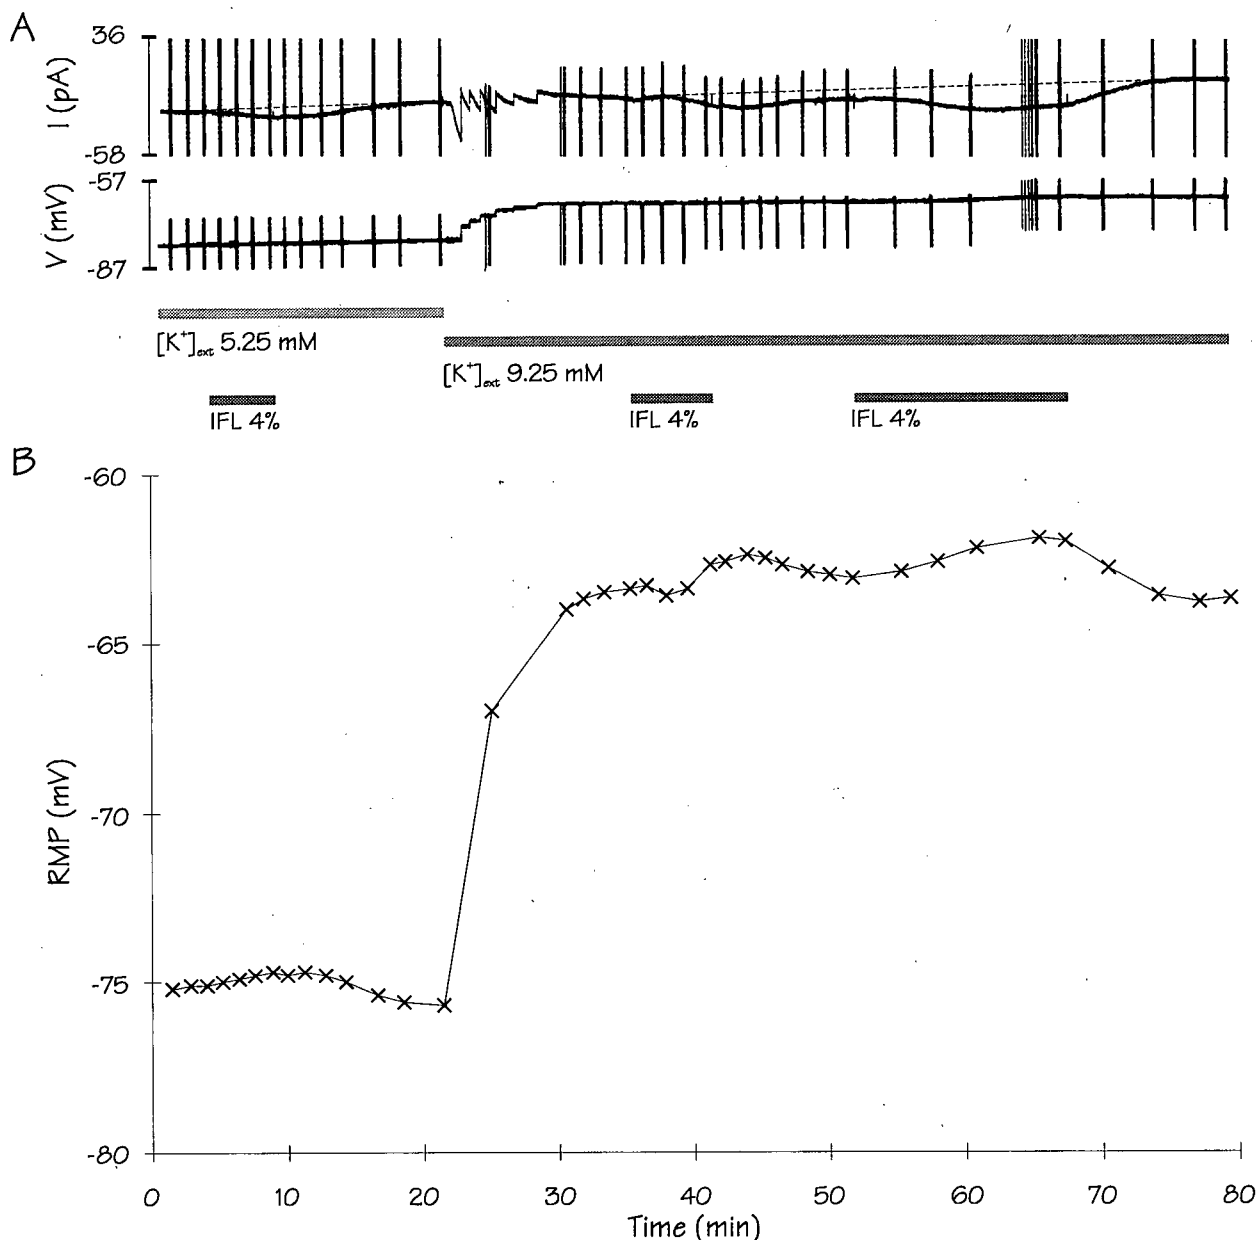 A
36
I (pA)
-58
-57
V (mV)
-87
[K+]ext 5.25 mM
[K+]ext 9.25 mM
IFL 4%
IFL 4%
IFL 4%
B
-60
-65
-70
-75
-80
RMP (mV)
0 10 20 30 40 50 60 70 80
Time (min)